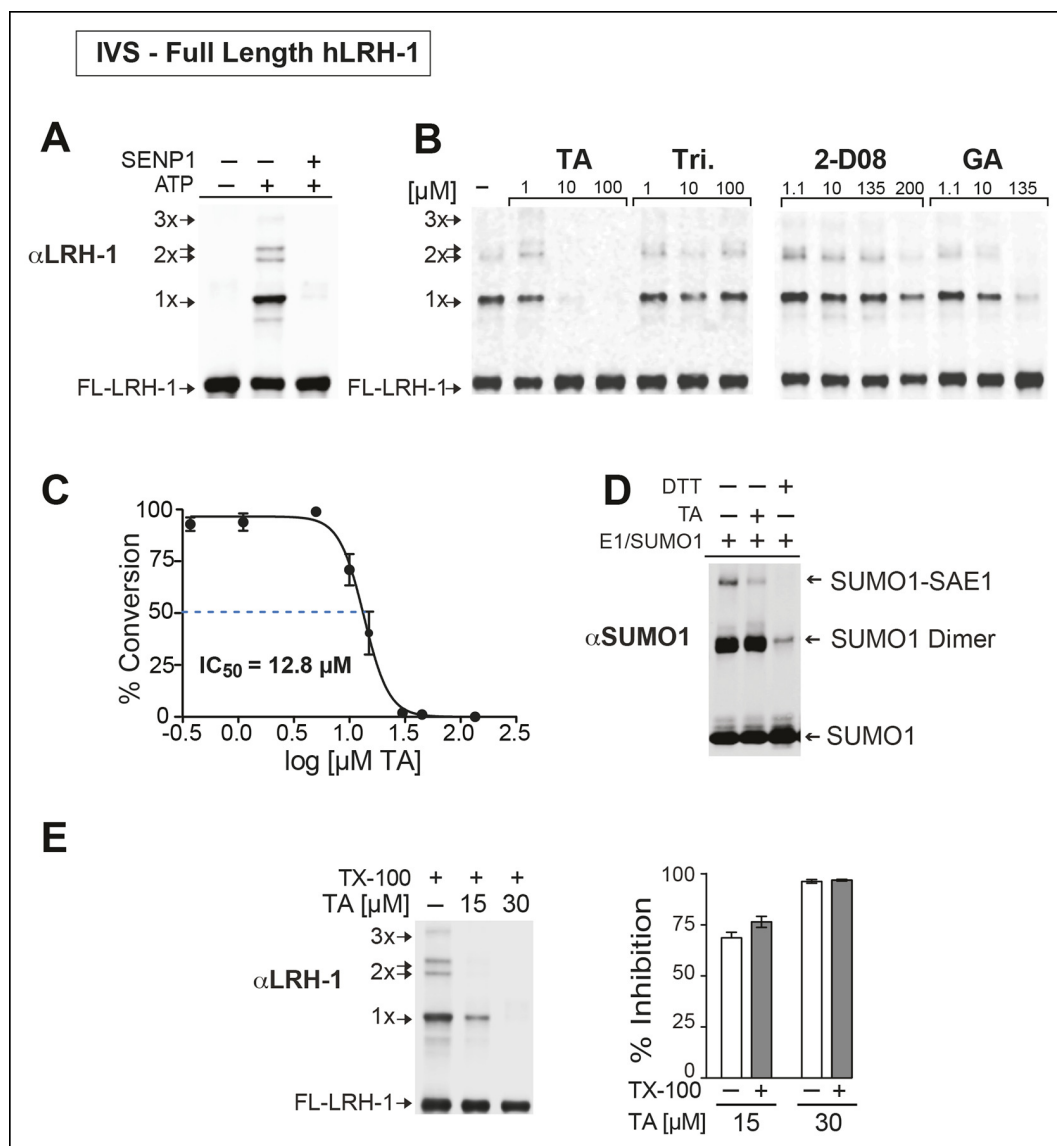 IVS - Full Length hLRH-1
A
SENP1 – – +
ATP – + +
αLRH-1
3x
2x
1x
FL-LRH-1
B
TA Tri. 2-D08 GA
[µM] – 1 10 100 1 10 100 1.1 10 135 200 1.1 10 135
3x
2x
1x
FL-LRH-1
C
% Conversion
100
75
50
25
0
IC50 = 12.8 µM
-0.5 0.0 0.5 1.0 1.5 2.0 2.5
log [µM TA]
D
DTT – – +
TA – + –
E1/SUMO1 + + +
αSUMO1
SUMO1-SAE1
SUMO1 Dimer
SUMO1
E
TX-100 + + +
TA [µM] – 15 30
αLRH-1
3x
2x
1x
FL-LRH-1
% Inhibition
100
75
50
25
0
TX-100 – + – +
TA [µM] 15 30